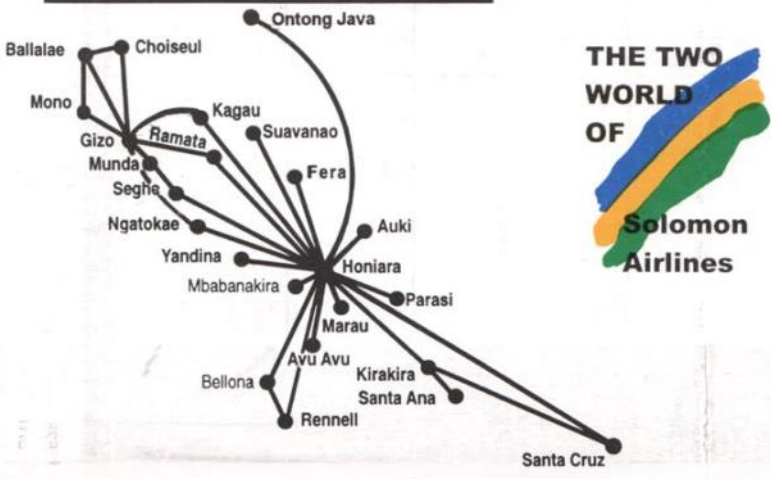 Ontong Java
Ballalae
Choiseul
THE TWO
WORLD
OF
Mono
Kagau
Gizo
Ramata
Suavanao
Munda
Fera
Seghe
Ngatokae
Auki
Solomon
Airlines
Yandina
Honiara
Mbabanakira
Parasi
Marau
Avu Avu
Bellona
Kirakira
Santa Ana
Rennell
Santa Cruz